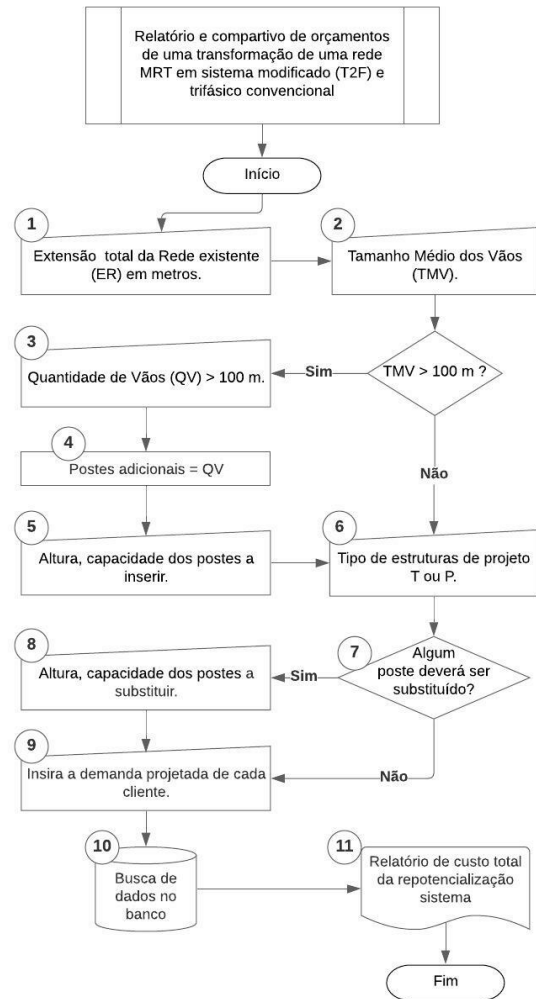 Relatório e compartivo de orçamentos
de uma transformação de uma rede
MRT em sistema modificado (T2F) e
trifásico convencional
Início
1
Extensão total da Rede existente
(ER) em metros.
2
Tamanho Médio dos Vãos
(TMV).
TMV > 100 m ?
Sim
3
Quantidade de Vãos (QV) > 100 m.
4
Postes adicionais = QV
Não
5
Altura, capacidade dos postes a
inserir.
6
Tipo de estruturas de projeto
T ou P.
7
Algum
poste deverá ser
substituído?
Sim
8
Altura, capacidade dos postes a
substituir.
Não
9
Insira a demanda projetada de cada
cliente.
10
Busca de
dados no
banco
11
Relatório de custo total
da repotencialização
sistema
Fim